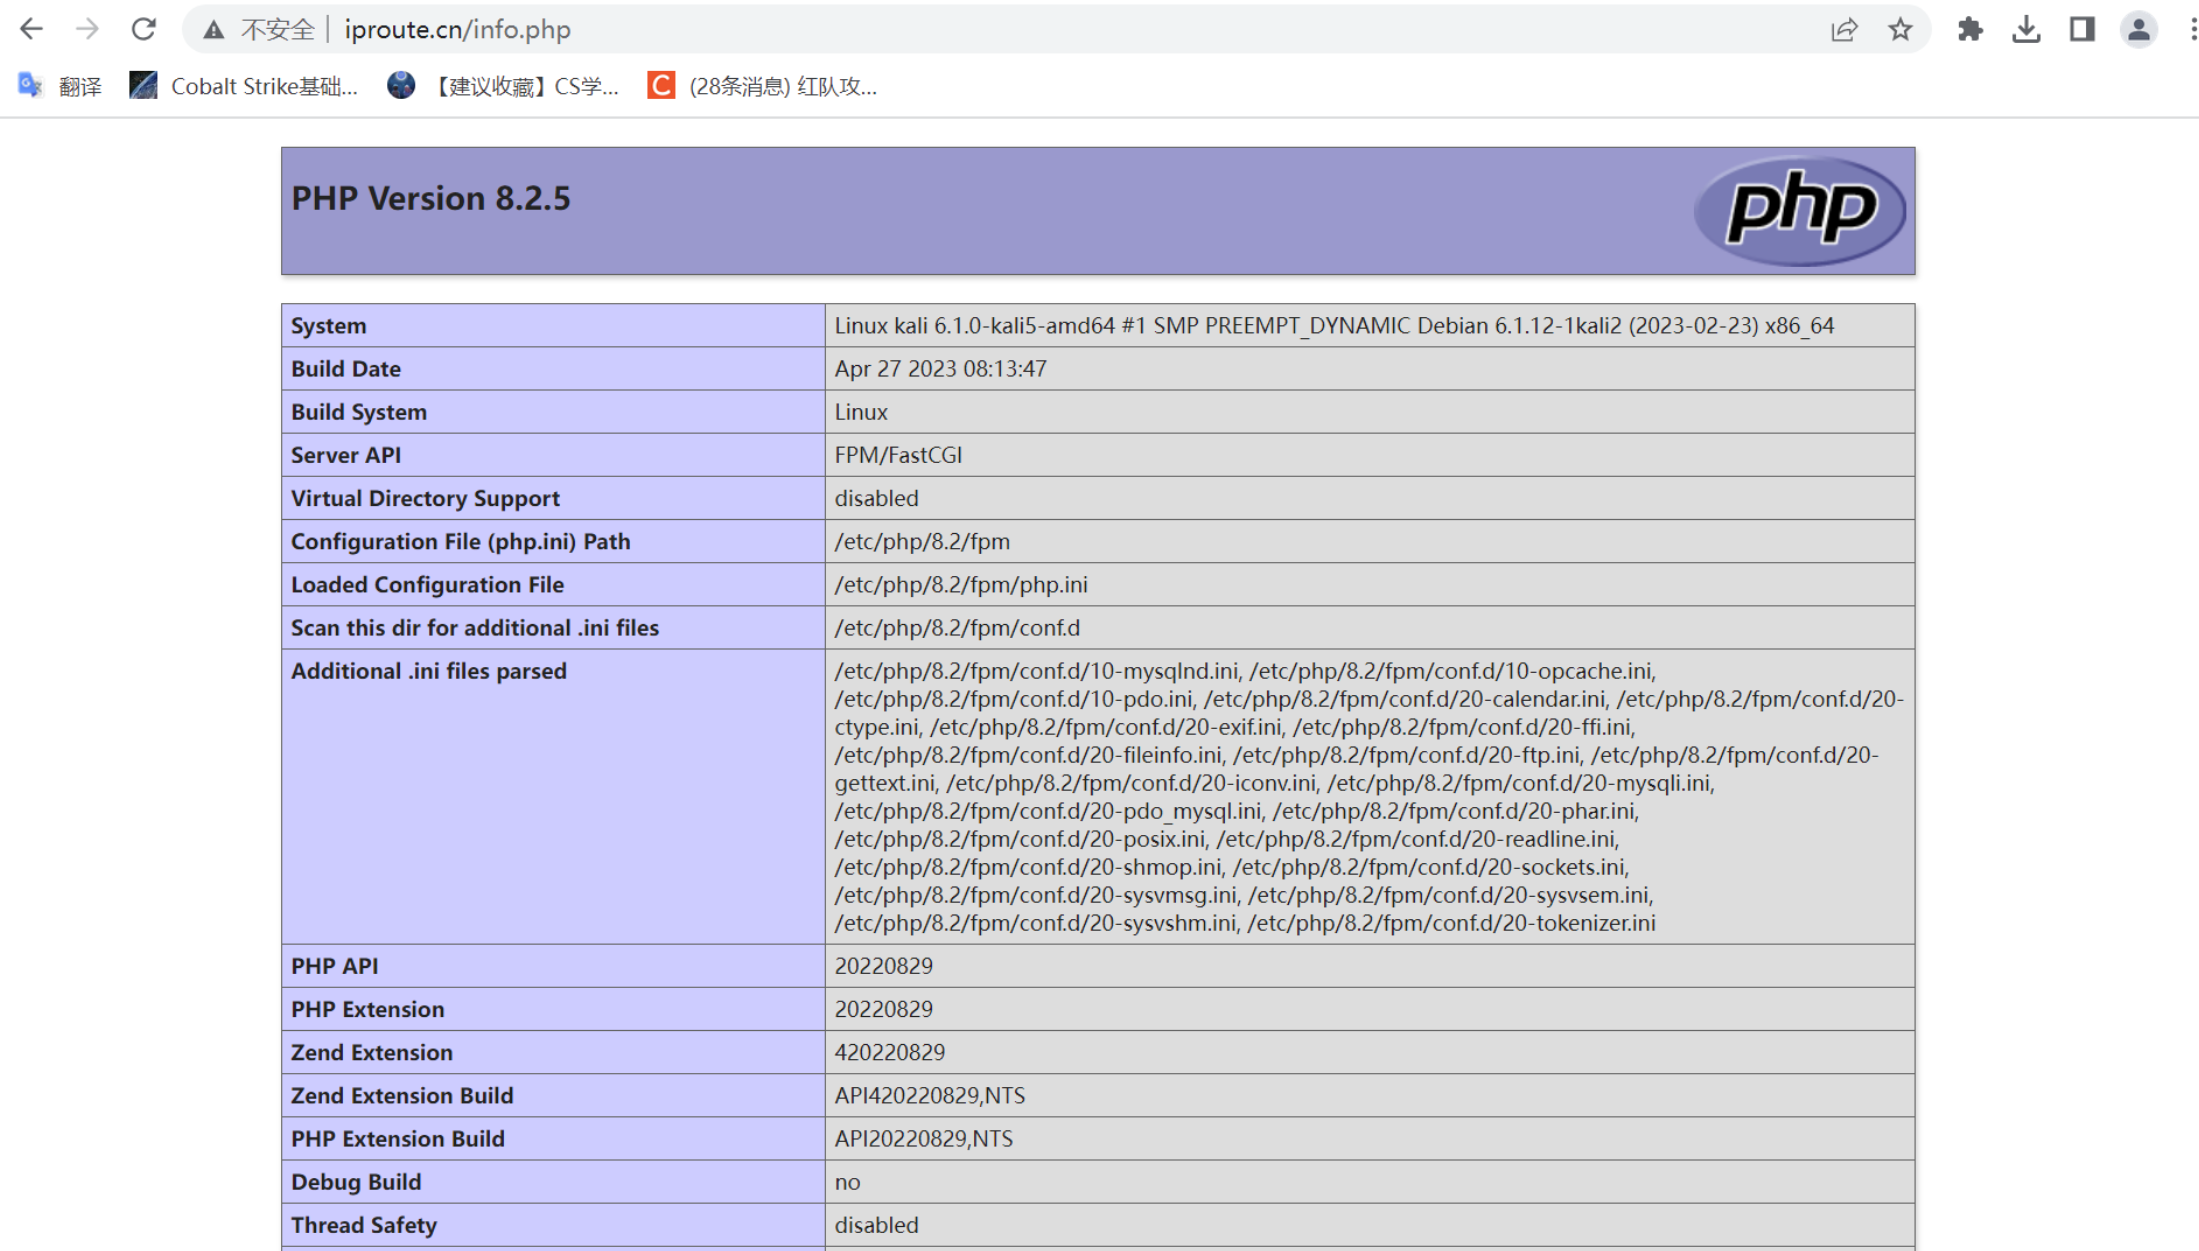 不安全 iproute.cn/info.php
翻译 Cobalt Strike基础... 【建议收藏】CS学... C (28条消息) 红队攻...
PHP Version 8.2.5 php
System Linux kali 6.1.0-kali5-amd64 #1 SMP PREEMPT_DYNAMIC Debian 6.1.12-1kali2 (2023-02-23) x86_64
Build Date Apr 27 2023 08:13:47
Build System Linux
Server API FPM/FastCGI
Virtual Directory Support disabled
Configuration File (php.ini) Path /etc/php/8.2/fpm
Loaded Configuration File /etc/php/8.2/fpm/php.ini
Scan this dir for additional .ini files /etc/php/8.2/fpm/conf.d
Additional .ini files parsed /etc/php/8.2/fpm/conf.d/10-mysqlnd.ini, /etc/php/8.2/fpm/conf.d/10-opcache.ini,
/etc/php/8.2/fpm/conf.d/10-pdo.ini, /etc/php/8.2/fpm/conf.d/20-calendar.ini, /etc/php/8.2/fpm/conf.d/20-
ctype.ini, /etc/php/8.2/fpm/conf.d/20-exif.ini, /etc/php/8.2/fpm/conf.d/20-ffi.ini,
/etc/php/8.2/fpm/conf.d/20-fileinfo.ini, /etc/php/8.2/fpm/conf.d/20-ftp.ini, /etc/php/8.2/fpm/conf.d/20-
gettext.ini, /etc/php/8.2/fpm/conf.d/20-iconv.ini, /etc/php/8.2/fpm/conf.d/20-mysqli.ini,
/etc/php/8.2/fpm/conf.d/20-pdo_mysql.ini, /etc/php/8.2/fpm/conf.d/20-phar.ini,
/etc/php/8.2/fpm/conf.d/20-posix.ini, /etc/php/8.2/fpm/conf.d/20-readline.ini,
/etc/php/8.2/fpm/conf.d/20-shmop.ini, /etc/php/8.2/fpm/conf.d/20-sockets.ini,
/etc/php/8.2/fpm/conf.d/20-sysvmsg.ini, /etc/php/8.2/fpm/conf.d/20-sysvsem.ini,
/etc/php/8.2/fpm/conf.d/20-sysvshm.ini, /etc/php/8.2/fpm/conf.d/20-tokenizer.ini
PHP API 20220829
PHP Extension 20220829
Zend Extension 420220829
Zend Extension Build API420220829,NTS
PHP Extension Build API20220829,NTS
Debug Build no
Thread Safety disabled